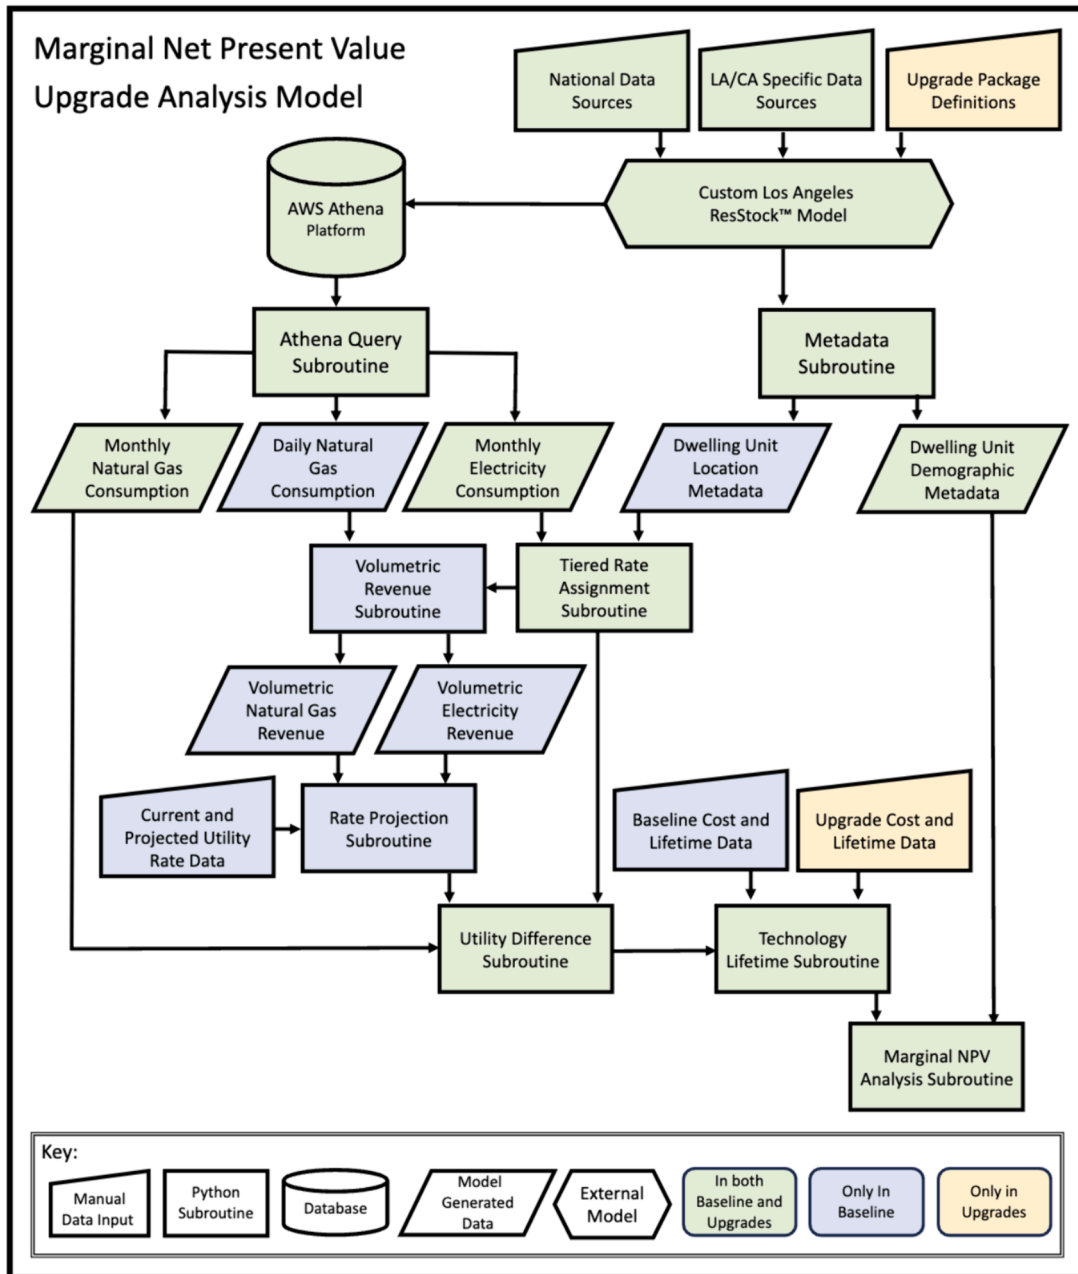 Marginal Net Present Value
Upgrade Analysis Model
National Data
Sources
LA/CA Specific Data
Sources
Upgrade Package
Definitions
Custom Los Angeles
ResStock™ Model
AWS Athena
Platform
Athena Query
Subroutine
Metadata
Subroutine
Monthly
Natural Gas
Consumption
Daily Natural
Gas
Consumption
Monthly
Electricity
Consumption
Dwelling Unit
Location
Metadata
Dwelling Unit
Demographic
Metadata
Volumetric
Revenue
Subroutine
Tiered Rate
Assignment
Subroutine
Volumetric
Natural Gas
Revenue
Volumetric
Electricity
Revenue
Current and
Projected Utility
Rate Data
Rate Projection
Subroutine
Baseline Cost and
Lifetime Data
Upgrade Cost and
Lifetime Data
Utility Difference
Subroutine
Technology
Lifetime Subroutine
Marginal NPV
Analysis Subroutine
Key:
Manual
Data Input
Python
Subroutine
Database
Model
Generated
Data
External
Model
In both
Baseline and
Upgrades
Only In
Baseline
Only in
Upgrades